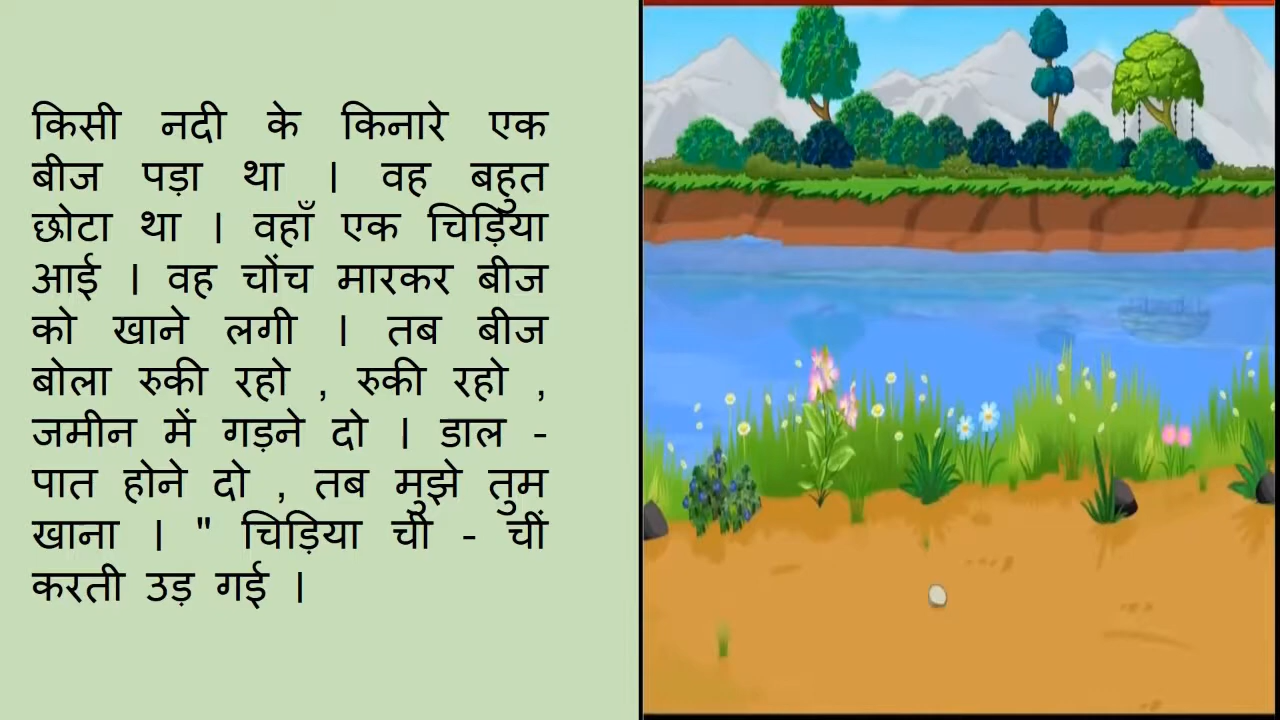 किसी नदी के किनारे एक
बीज पड़ा था । वह बहुत
छोटा था । वहाँ एक चिड़िया
आई । वह चोंच मारकर बीज
को खाने लगी । तब बीज
बोला रुकी रहो , रुकी रहो ,
जमीन में गड़ने दो । डाल -
पात होने दो , तब मुझे तुम
खाना । " चिड़िया चीं - चीं
करती उड़ गई ।